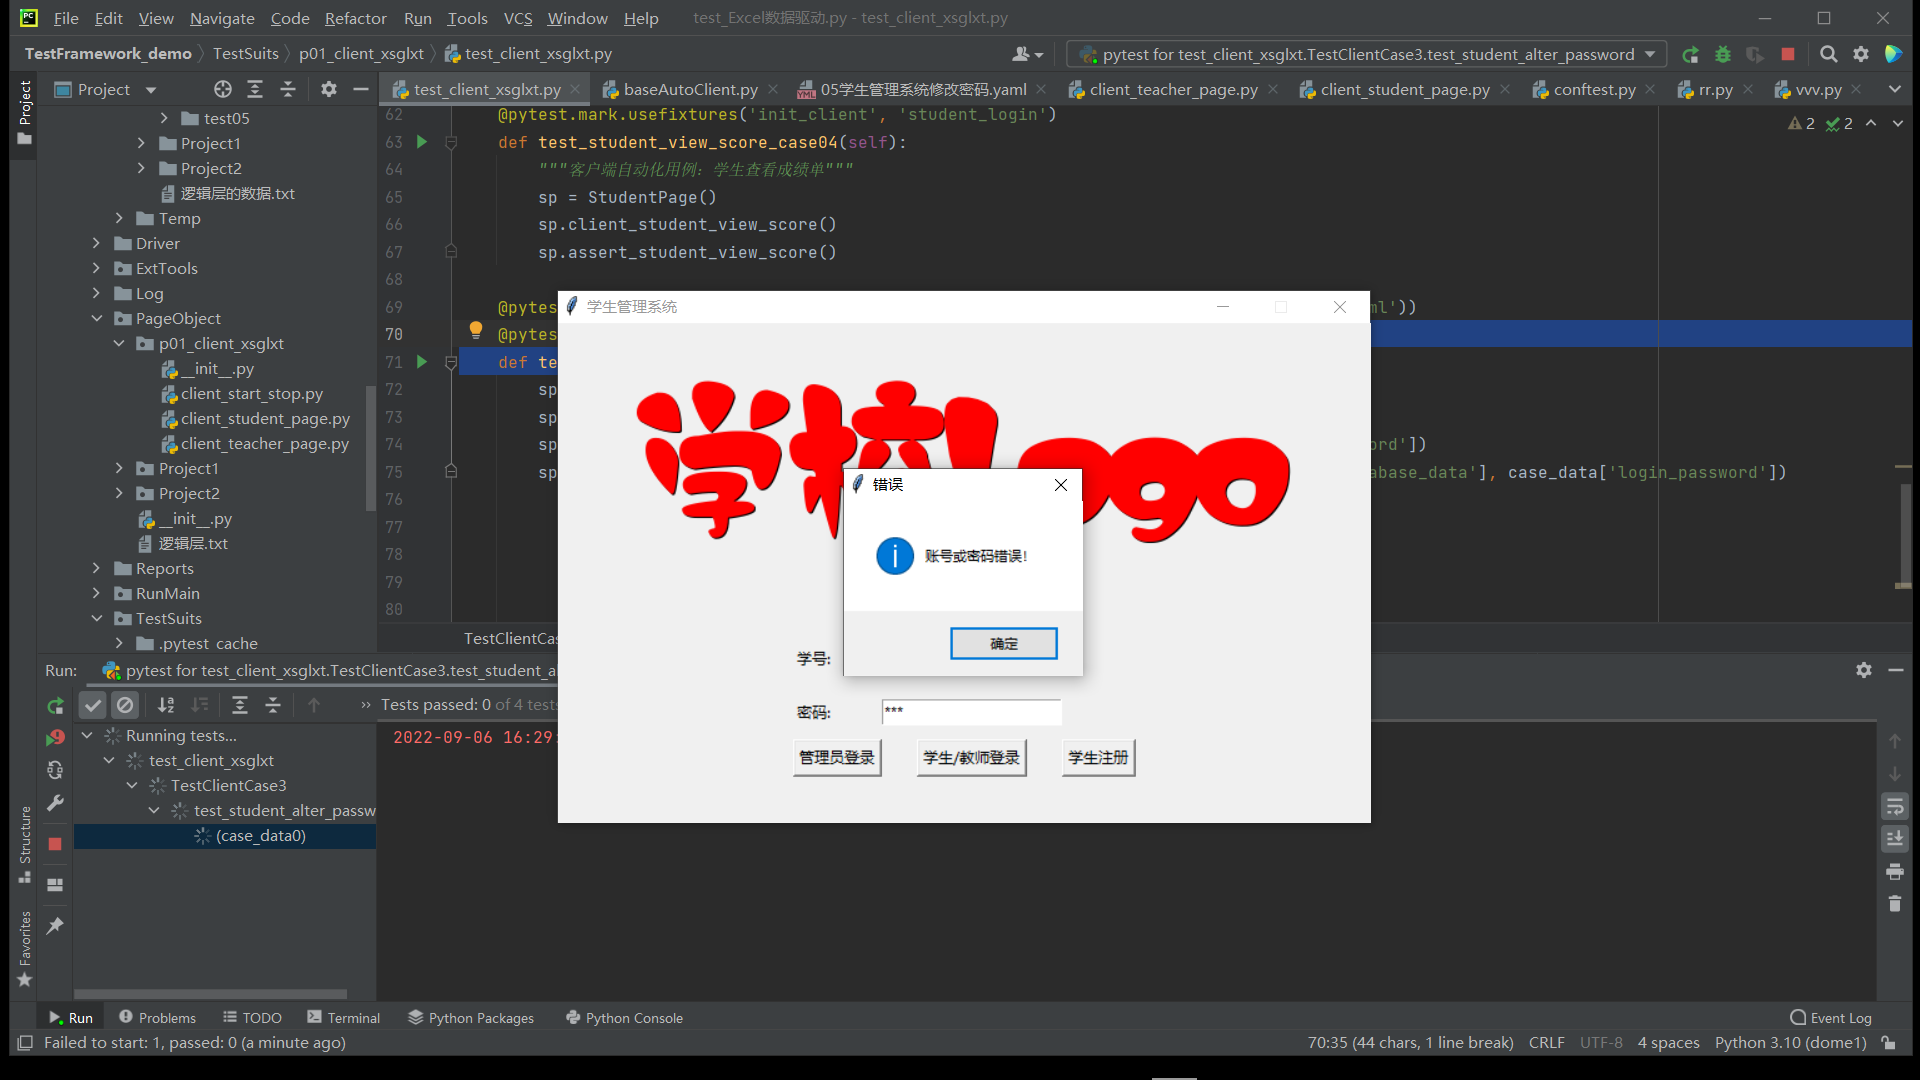 File Edit View Navigate Code Refactor Run Tools VCS Window Help test_Excel数据驱动.py - test_client_xsglxt.py
TestFramework_demo TestSuits p01_client_xsglxt test_client_xsglxt.py pytest for test_client_xsglxt.TestClientCase3.test_student_alter_password
Project
Project
test_client_xsglxt.py baseAutoClient.py 05学生管理系统修改密码.yaml client_teacher_page.py client_student_page.py conftest.py rr.py vvv.py
test05
Project1
Project2
逻辑层的数据.txt
Temp
Driver
ExtTools
Log
PageObject
p01_client_xsglxt
__init__.py
client_start_stop.py
client_student_page.py
client_teacher_page.py
Project1
Project2
__init__.py
逻辑层.txt
Reports
RunMain
TestSuits
.pytest_cache
2 2
62 @pytest.mark.usefixtures('init_client', 'student_login')
63 def test_student_view_score_case04(self):
64 """客户端自动化用例: 学生查看成绩单"""
65 sp = StudentPage()
66 sp.client_student_view_score()
67 sp.assert_student_view_score()
68
69 @pytes ml'))
70 @pytes
71 def te
72 sp
73 sp
74 sp ord'])
75 sp abase_data'], case_data['login_password'])
76
77
78
79
80
TestClientCas
学生管理系统
学校logo
错误
账号或密码错误!
确定
学号:
密码: ***
管理员登录 学生/教师登录 学生注册
Run: pytest for test_client_xsglxt.TestClientCase3.test_student_al
Tests passed: 0 of 4 tests
Running tests...
test_client_xsglxt
TestClientCase3
test_student_alter_passw
(case_data0)
2022-09-06 16:29:
Structure
Favorites
Run Problems TODO Terminal Python Packages Python Console Event Log
Failed to start: 1, passed: 0 (a minute ago) 70:35 (44 chars, 1 line break) CRLF UTF-8 4 spaces Python 3.10 (dome1)